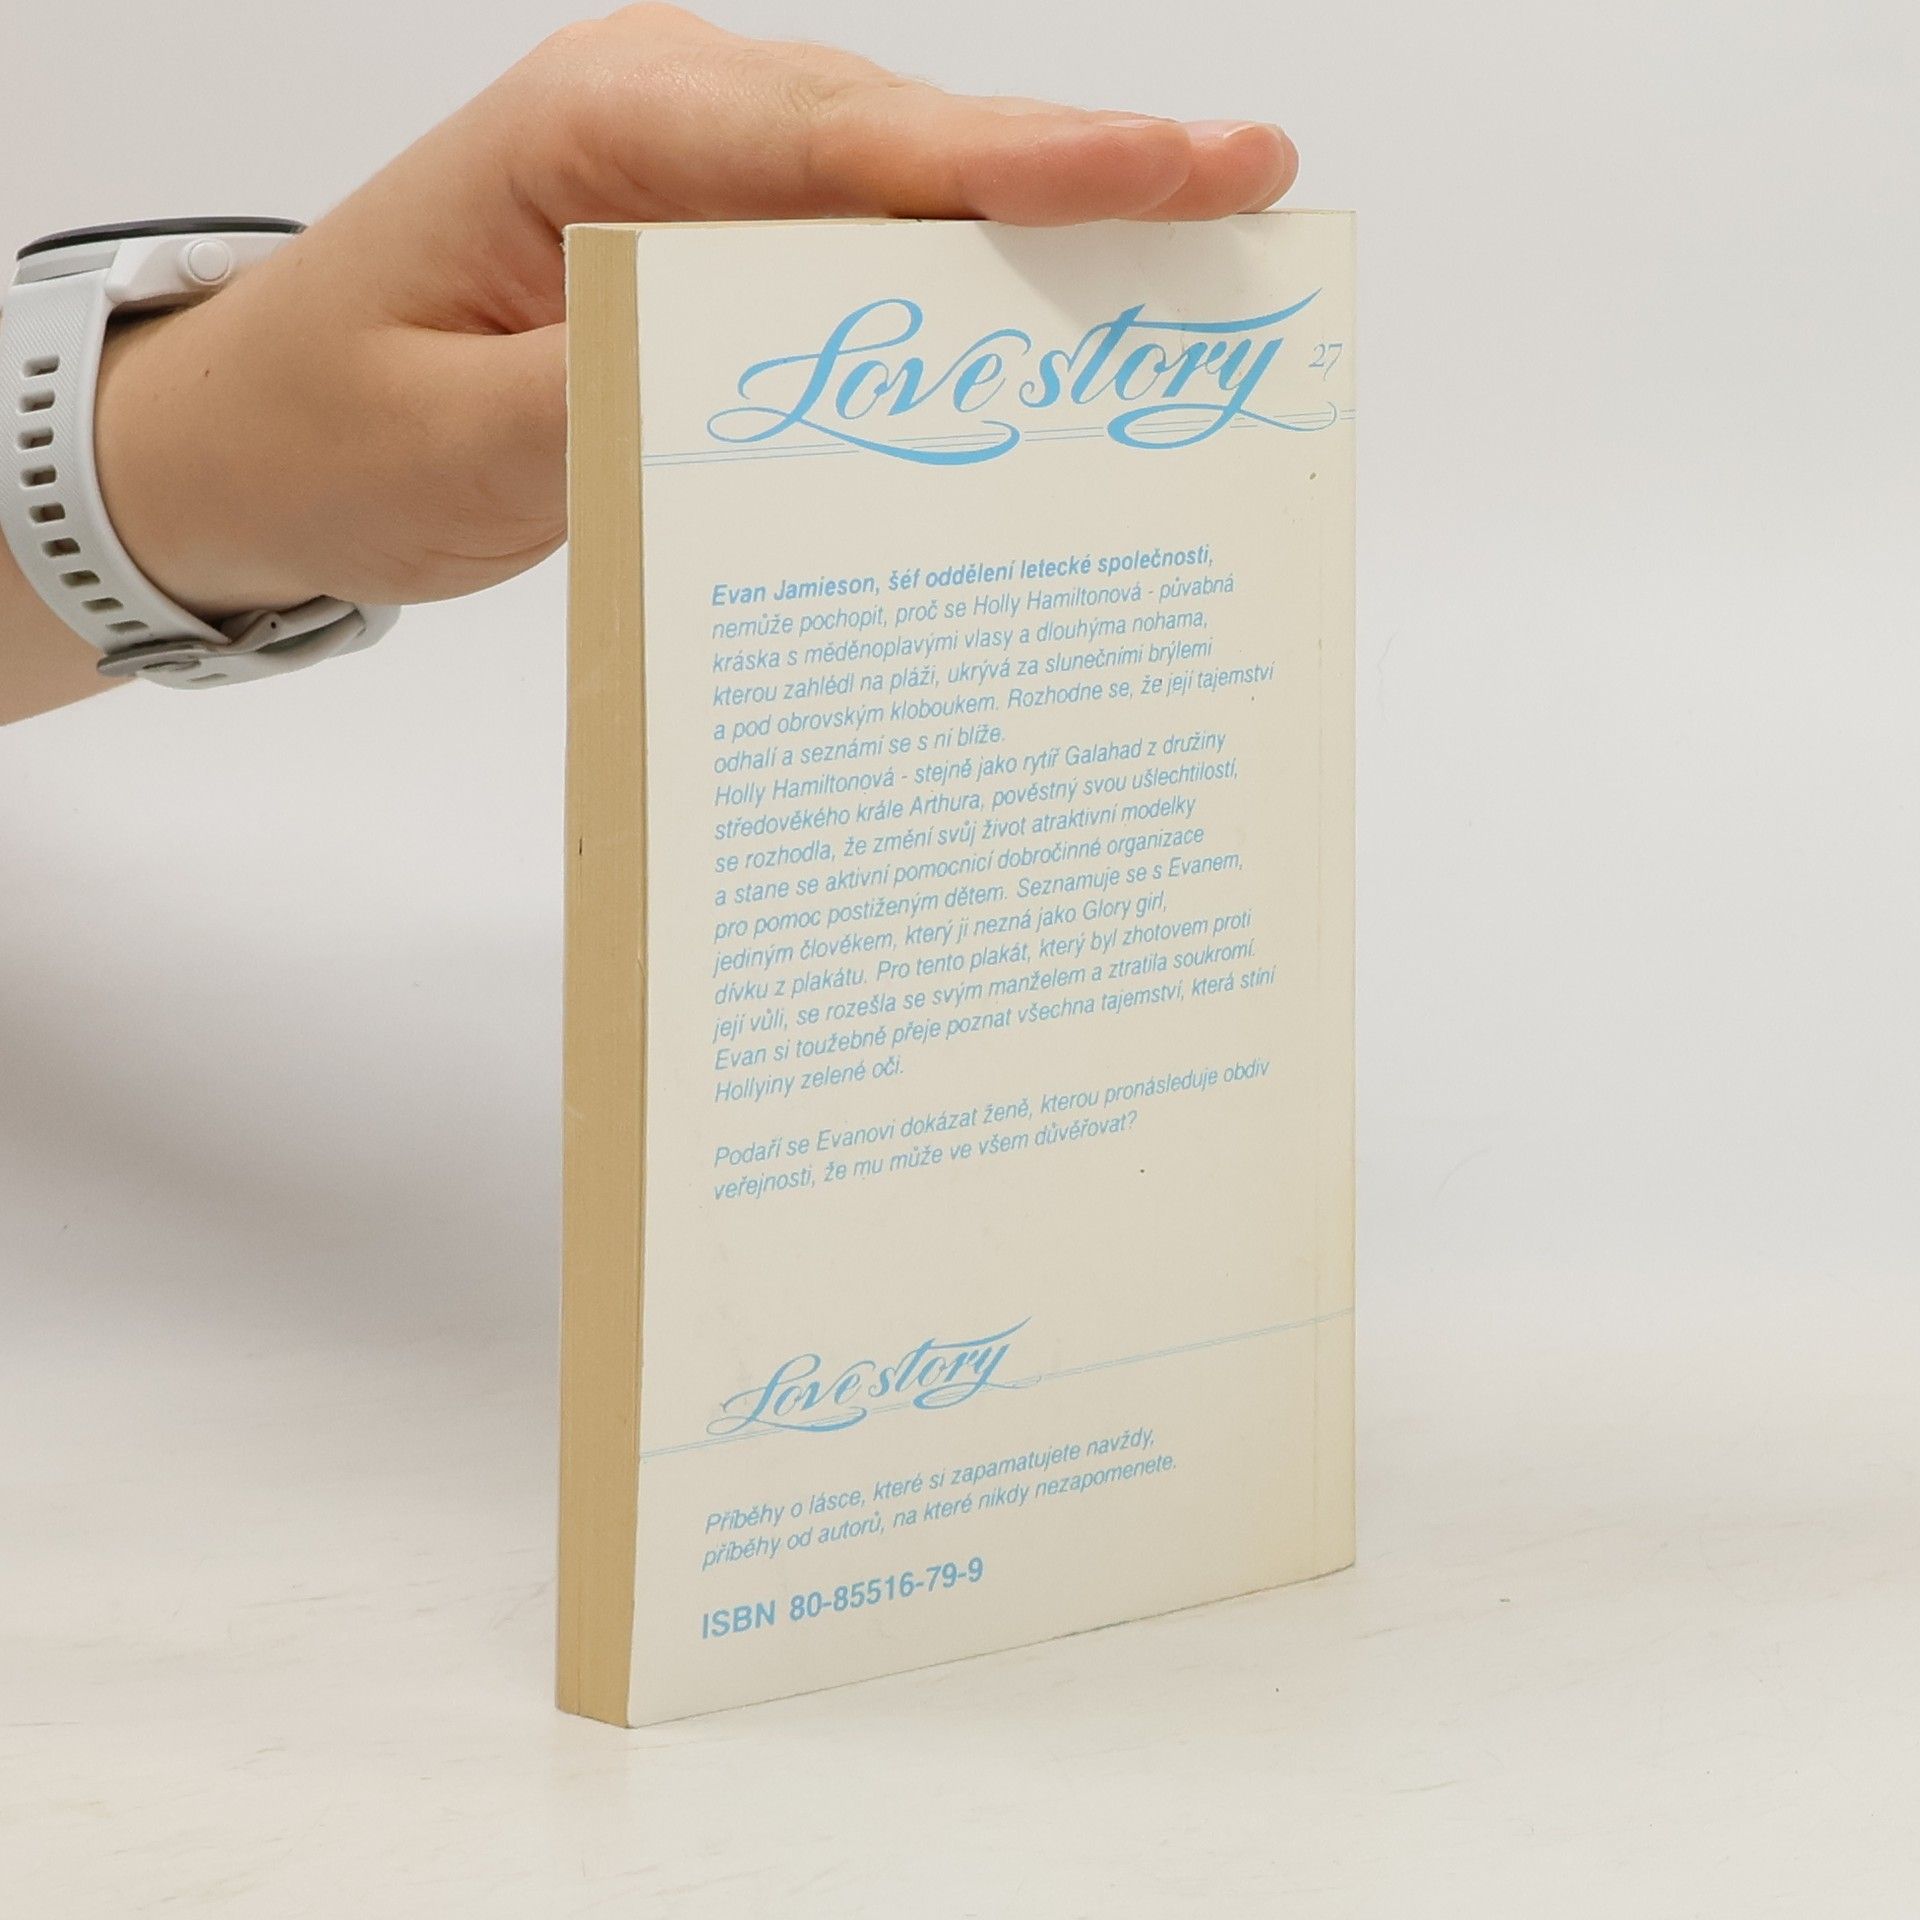 Love story 27
Evan Jamieson, šéf oddělení letecké společnosti,
nemůže pochopit, proč se Holly Hamiltonová - půvabná
kráska s měděnoplavými vlasy a dlouhýma nohama,
kterou zahlédl na pláži, ukrývá za slunečními brýlemi
a pod obrovským kloboukem. Rozhodne se, že její tajemství
odhalí a seznámí se s ní blíže.
Holly Hamiltonová - stejně jako rytíř Galahad z družiny
středověkého krále Arthura, pověstný svou ušlechtilostí,
se rozhodla, že změní svůj život atraktivní modelky
a stane se aktivní pomocnicí dobročinné organizace
pro pomoc postiženým dětem. Seznamuje se s Evanem,
jediným člověkem, který ji nezná jako Glory girl,
dívku z plakátu. Pro tento plakát, který byl zhotovem proti
její vůli, se rozešla se svým manželem a ztratila soukromí.
Evan si toužebně přeje poznat všechna tajemství, která stíní
Hollyiny zelené oči.
Podaří se Evanovi dokázat ženě, kterou pronásleduje obdiv
veřejnosti, že mu může ve všem důvěřovat?
Love story
Příběhy o lásce, které si zapamatujete navždy,
příběhy od autorů, na které nikdy nezapomenete.
ISBN 80-85516-79-9